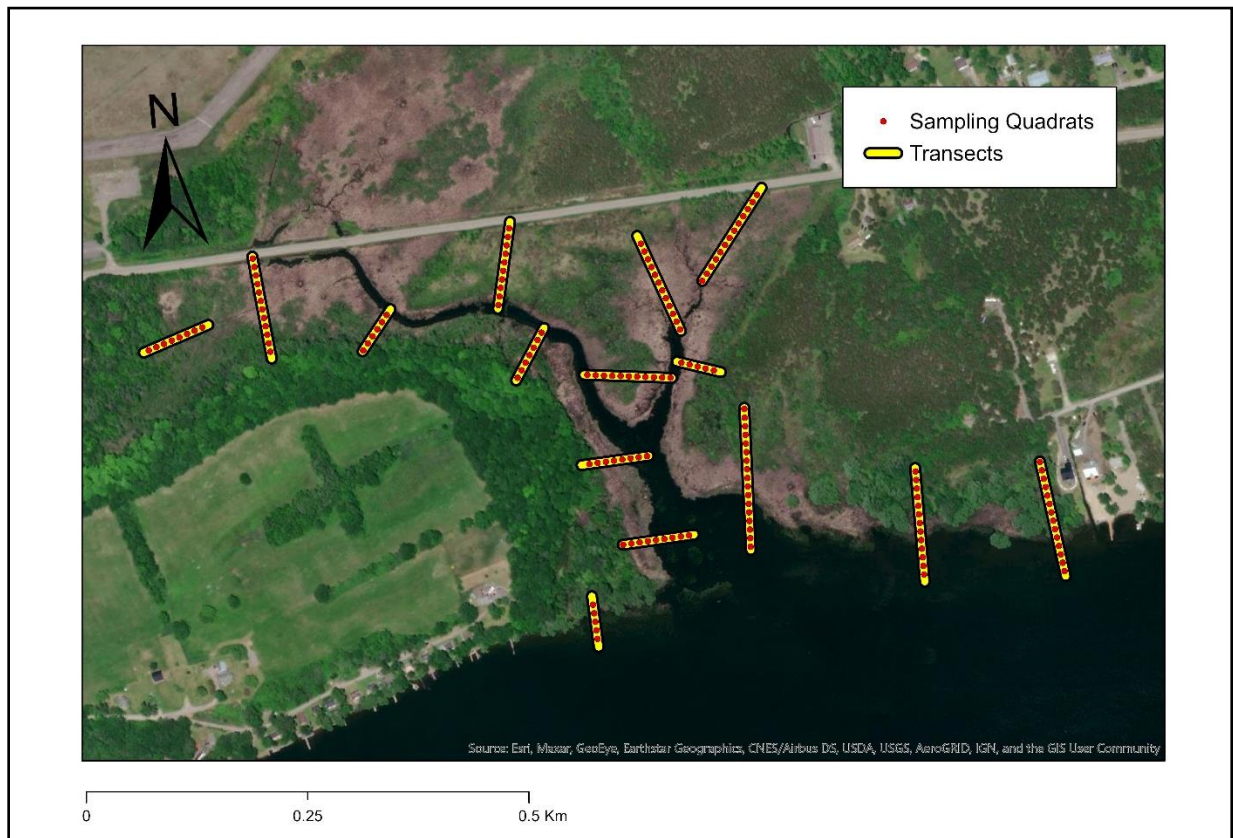 N
Sampling Quadrats
Transects
Source: Esri, Maxar, GeoEye, Earthstar Geographics, CNES/Airbus DS, USDA, USGS, AeroGRID, IGN, and the GIS User Community
0 0.25 0.5 Km